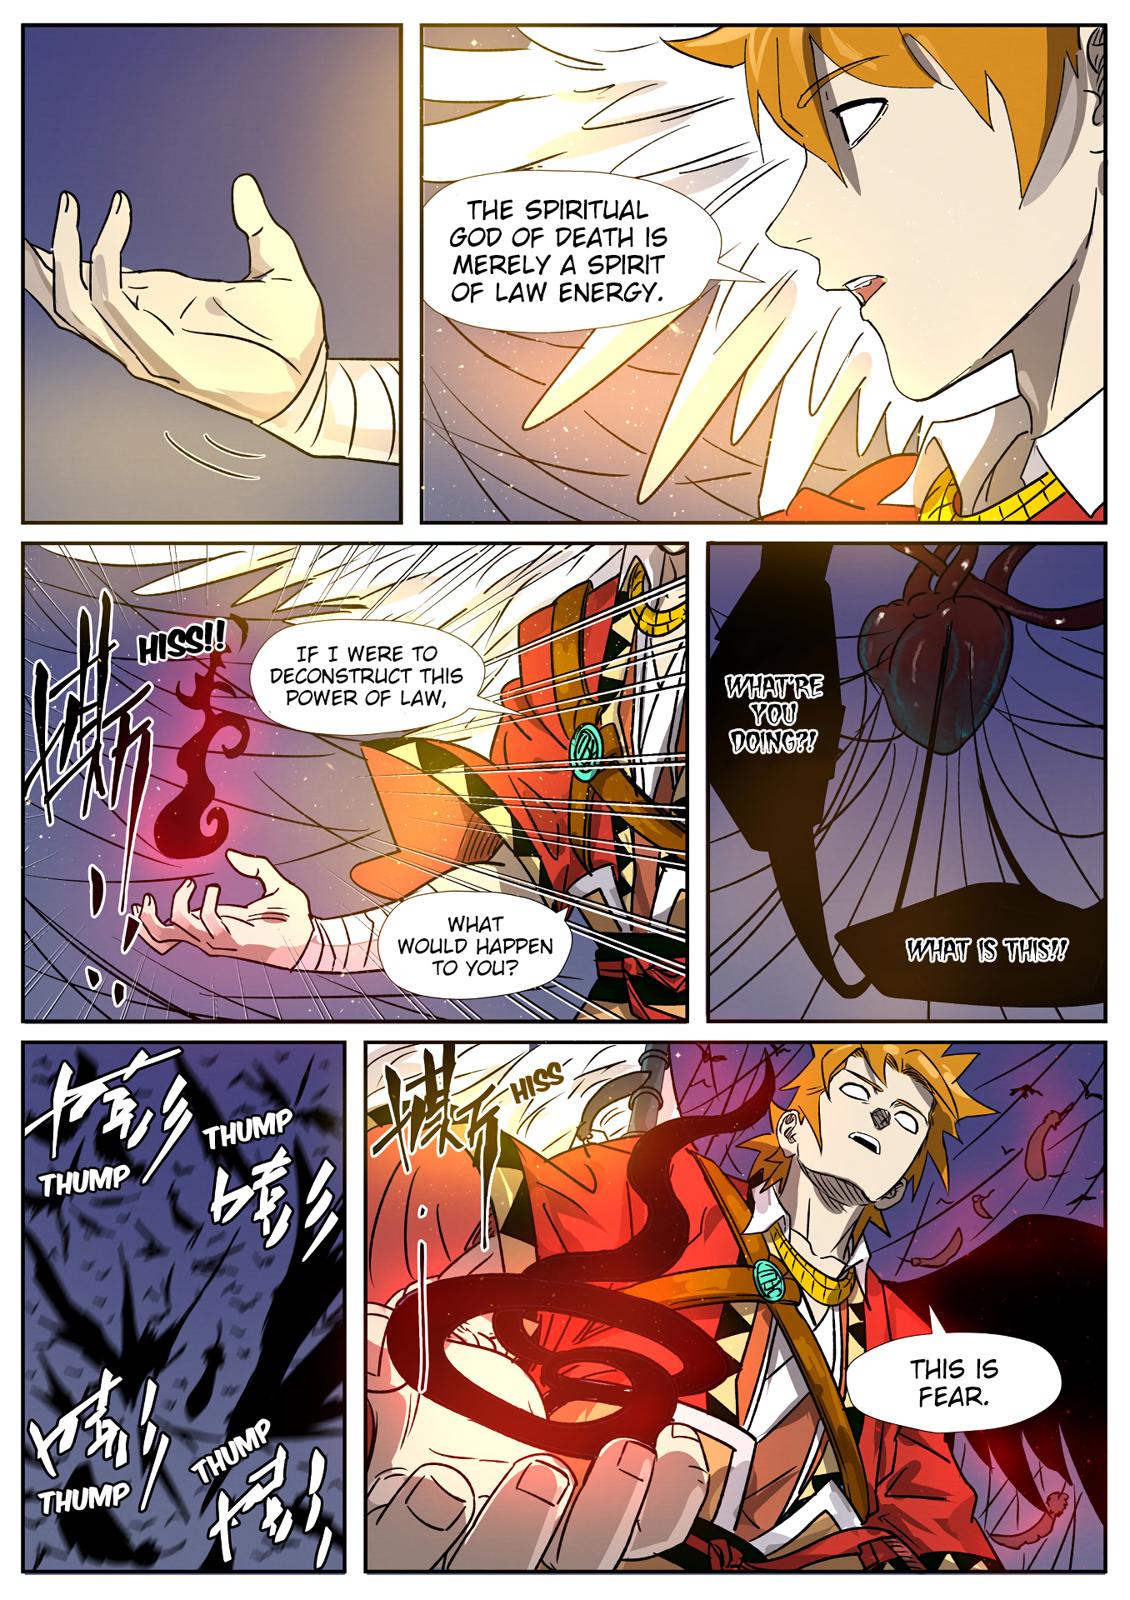 THE SPIRITUAL
GOD OF DEATH IS
MERELY A SPIRIT
OF LAW ENERGY.
HISS!!
IF I WERE TO
DECONSTRUCT THIS
POWER OF LAW,
WHAT
WOULD HAPPEN
TO YOU?
WHAT'RE
YOU
DOING?!
WHAT IS THIS!!
THUMP
THUMP
THUMP
THUMP
HISS
THIS IS
FEAR.